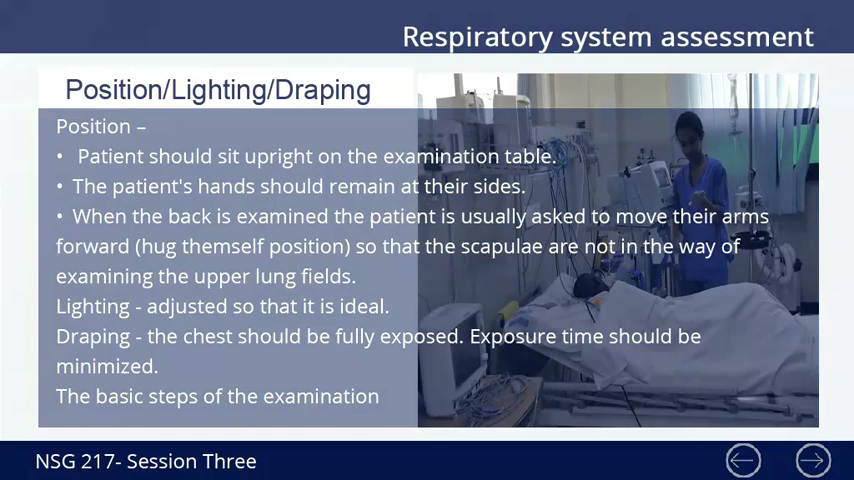 Respiratory system assessment
Position/Lighting/Draping
Position –
• Patient should sit upright on the examination table.
• The patient's hands should remain at their sides.
• When the back is examined the patient is usually asked to move their arms
forward (hug themself position) so that the scapulae are not in the way of
examining the upper lung fields.
Lighting - adjusted so that it is ideal.
Draping - the chest should be fully exposed. Exposure time should be
minimized.
The basic steps of the examination
NSG 217- Session Three